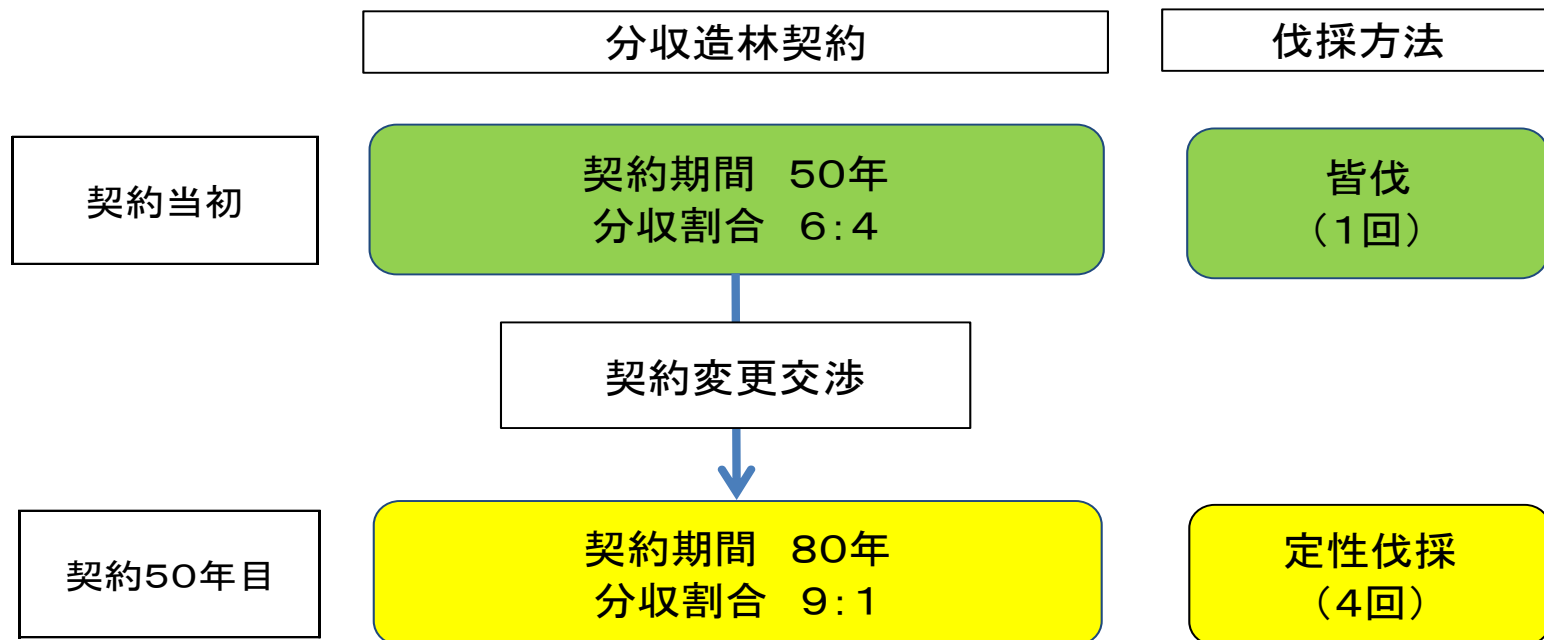 分収造林契約
伐採方法
契約当初
契約期間　50年
分収割合　6：4
皆伐
（1回）
契約変更交渉
契約50年目
契約期間　80年
分収割合　9：1
定性伐採
（4回）